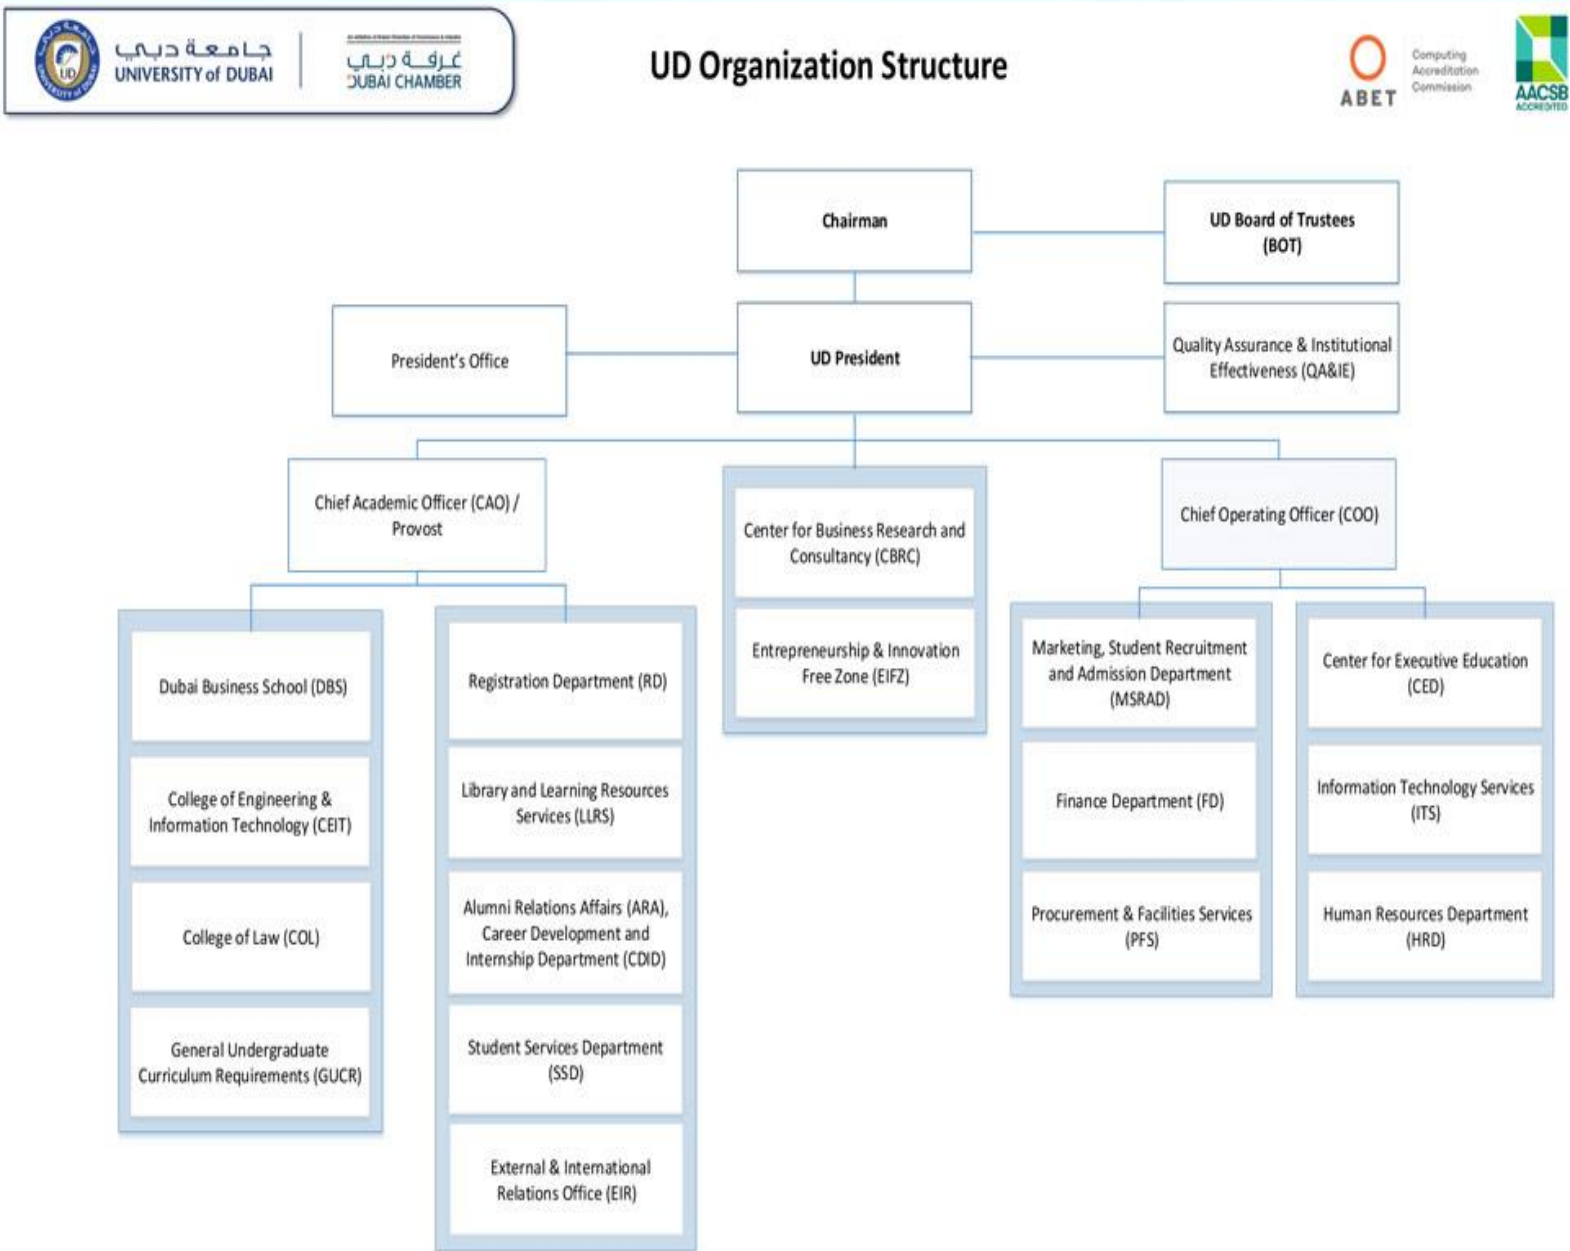 جامعة دبي
UNIVERSITY of DUBAI
UD
غرفة دبي
DUBAI CHAMBER
UD Organization Structure
ABET
Computing
Accreditation
Commission
AACSB
ACCREDITED
Chairman
UD Board of Trustees
(BOT)
President's Office
UD President
Quality Assurance & Institutional
Effectiveness (QA&IE)
Chief Academic Officer (CAO) /
Provost
Center for Business Research and
Consultancy (CBRC)
Entrepreneurship & Innovation
Free Zone (EIFZ)
Chief Operating Officer (COO)
Dubai Business School (DBS)
College of Engineering &
Information Technology (CEIT)
College of Law (COL)
General Undergraduate
Curriculum Requirements (GUCR)
Registration Department (RD)
Library and Learning Resources
Services (LLRS)
Alumni Relations Affairs (ARA),
Career Development and
Internship Department (CDID)
Student Services Department
(SSD)
External & International
Relations Office (EIR)
Marketing, Student Recruitment
and Admission Department
(MSRAD)
Finance Department (FD)
Procurement & Facilities Services
(PFS)
Center for Executive Education
(CED)
Information Technology Services
(ITS)
Human Resources Department
(HRD)